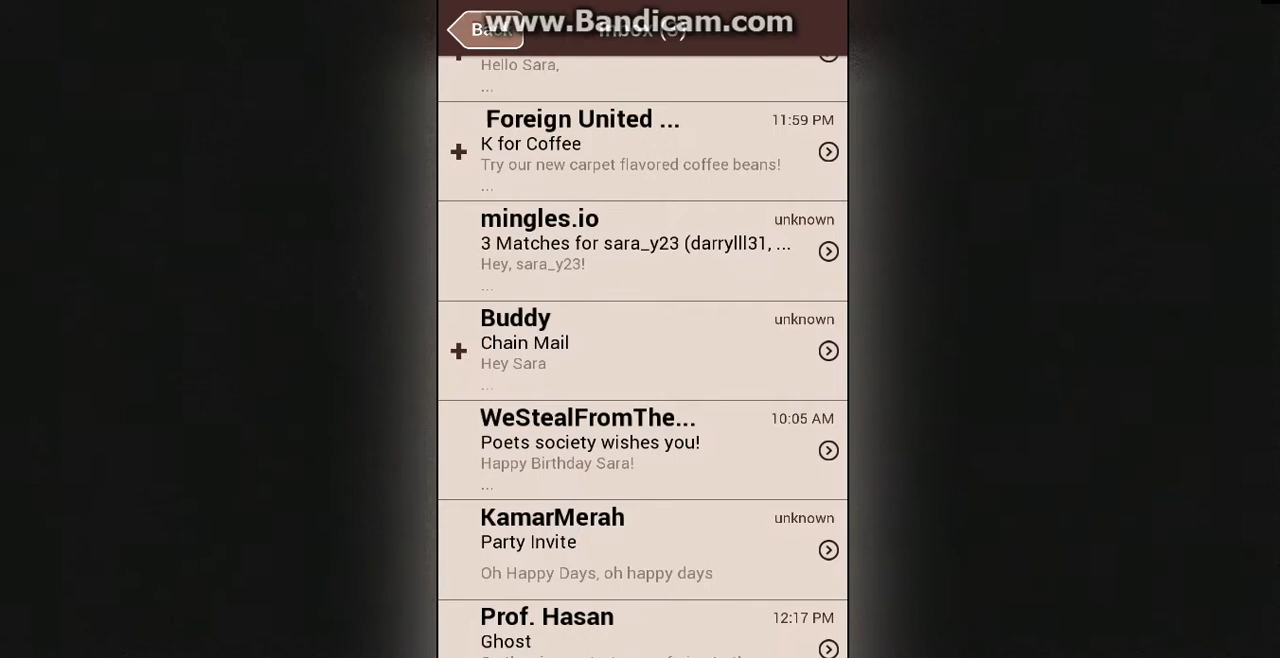 www.Bandicam.com
Back
Inbox (3)
Hello Sara,
...
Foreign United ...
11:59 PM
K for Coffee
Try our new carpet flavored coffee beans!
...
mingles.io
unknown
3 Matches for sara_y23 (darrylll31, ...
Hey, sara_y23!
...
Buddy
unknown
Chain Mail
Hey Sara
...
WeStealFromThe...
10:05 AM
Poets society wishes you!
Happy Birthday Sara!
...
KamarMerah
unknown
Party Invite
Oh Happy Days, oh happy days
Prof. Hasan
12:17 PM
Ghost